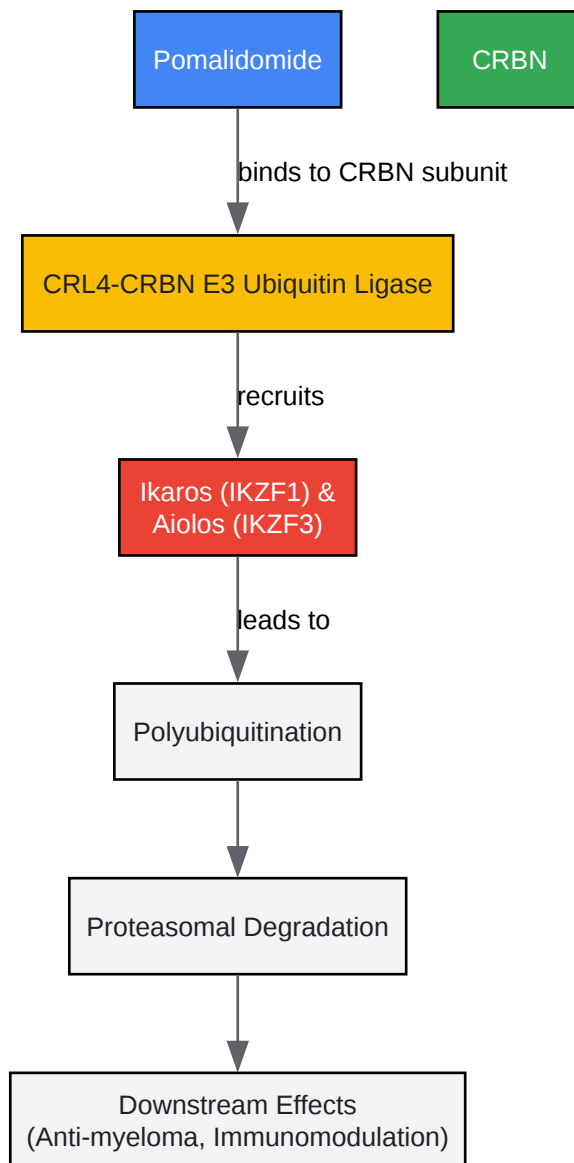 Pomalidomide
CRBN
binds to CRBN subunit
CRL4-CRBN E3 Ubiquitin Ligase
recruits
Ikaros (IKZF1) &
Aiolos (IKZF3)
leads to
Polyubiquitination
Proteasomal Degradation
Downstream Effects
(Anti-myeloma, Immunomodulation)